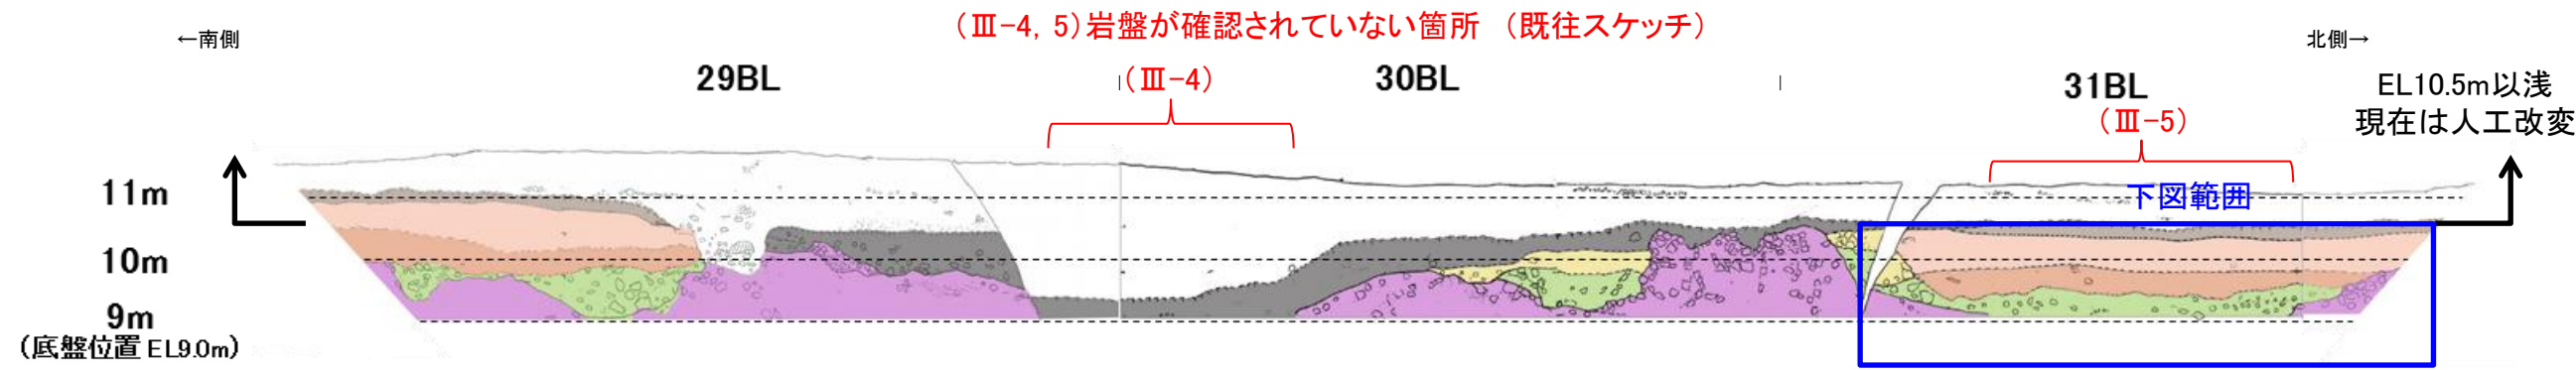 (Ⅲ-4, 5)岩盤が確認されていない箇所 (既往スケッチ)
←南側
北側→
29BL
(Ⅲ-4)
30BL
31BL
(Ⅲ-5)
EL10.5m以浅
現在は人工改変
11m
下図範囲
10m
9m
(底盤位置 EL9.0m)